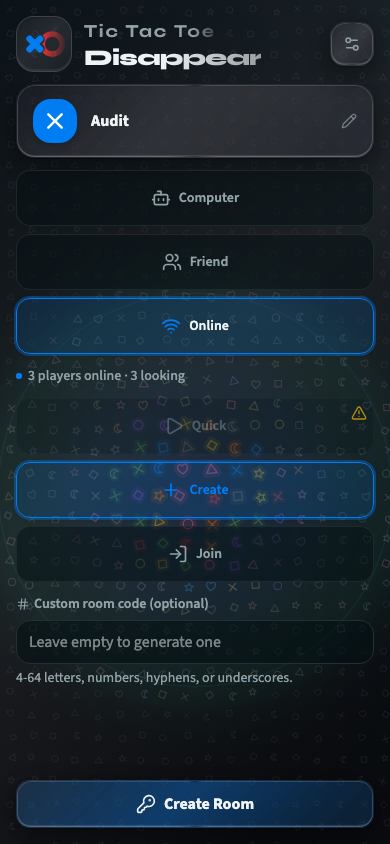 Tic Tac Toe
Disappear
Audit
Computer
Friend
Online
3 players online · 3 looking
Quick
Create
Join
Custom room code (optional)
Leave empty to generate one
4-64 letters, numbers, hyphens, or underscores.
Create Room